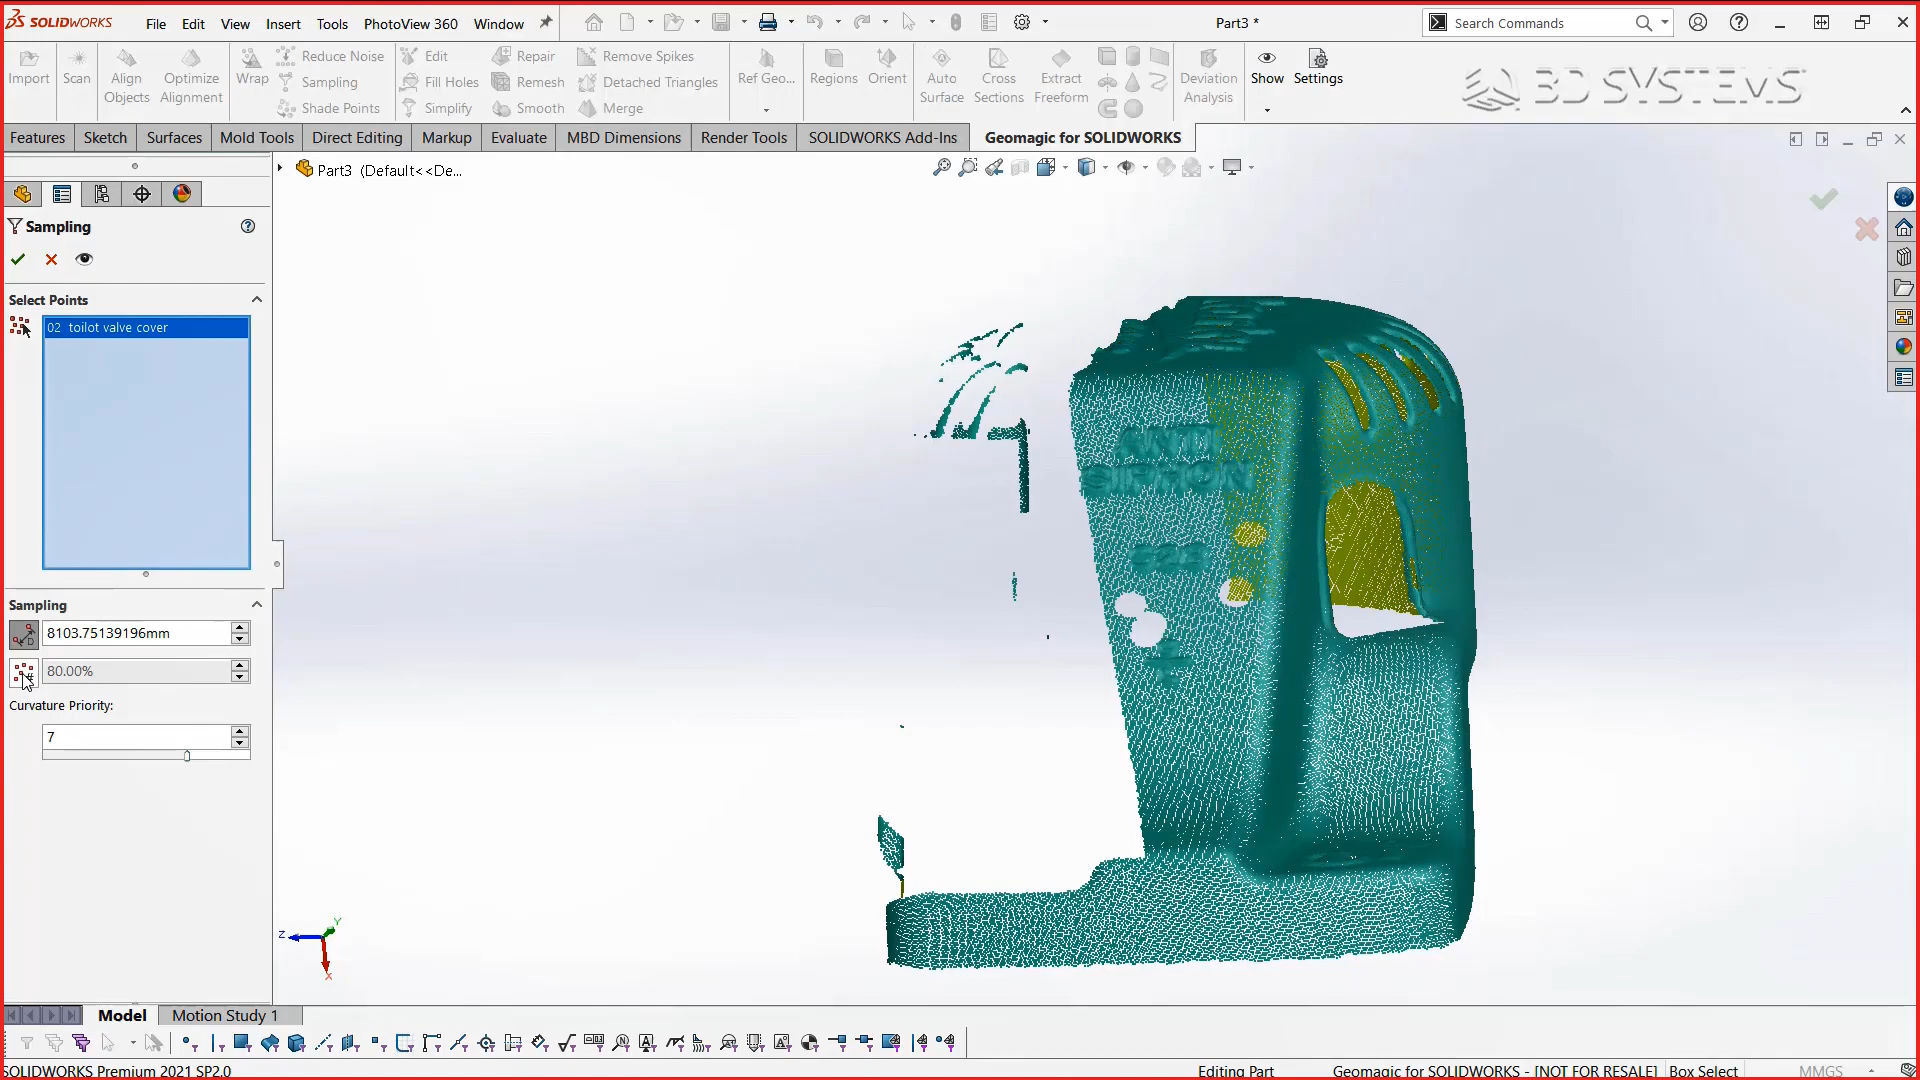 SOLIDWORKS File Edit View Insert Tools PhotoView 360 Window Part3 * Search Commands
Import Scan Align Objects Optimize Alignment Wrap Reduce Noise Sampling Shade Points Edit Fill Holes Simplify Repair Remesh Smooth Remove Spikes Detached Triangles Merge Ref Geo... Regions Orient Auto Surface Cross Sections Extract Freeform Deviation Analysis Show Settings 3D SYSTEMS
Features Sketch Surfaces Mold Tools Direct Editing Markup Evaluate MBD Dimensions Render Tools SOLIDWORKS Add-Ins Geomagic for SOLIDWORKS
Part3 (Default<<De...
Sampling
Select Points
02 toilot valve cover
ANTI
SIPHON
Sampling
8103.75139196mm
80.00%
Curvature Priority:
7
Y
Z
X
Model Motion Study 1
SOLIDWORKS Premium 2021 SP2.0 Editing Part Geomagic for SOLIDWORKS - [NOT FOR RESALE] Box Select MMGS